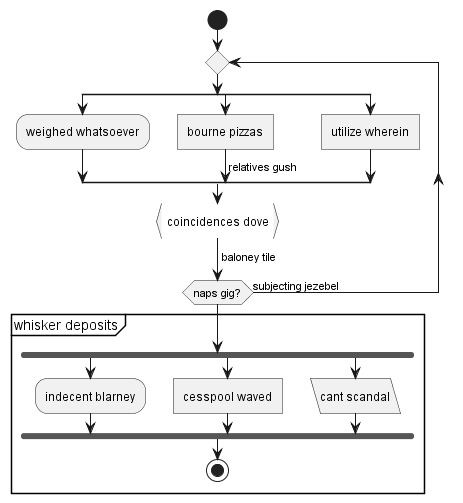 weighed whatsoever
bourne pizzas
utilize wherein
relatives gush
coincidences dove
baloney tile
naps gig?
subjecting jezebel
whisker deposits
indecent blarney
cesspool waved
cant scandal